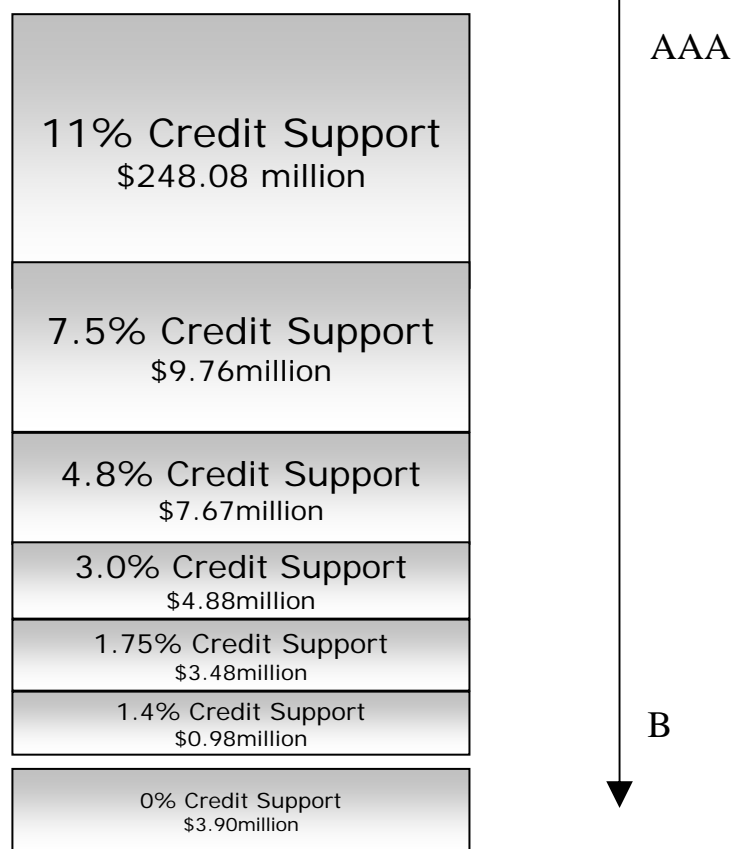 AAA
11% Credit Support
$248.08 million
7.5% Credit Support
$9.76million
4.8% Credit Support
$7.67million
3.0% Credit Support
$4.88million
1.75% Credit Support
$3.48million
1.4% Credit Support
$0.98million
B
0% Credit Support
$3.90million